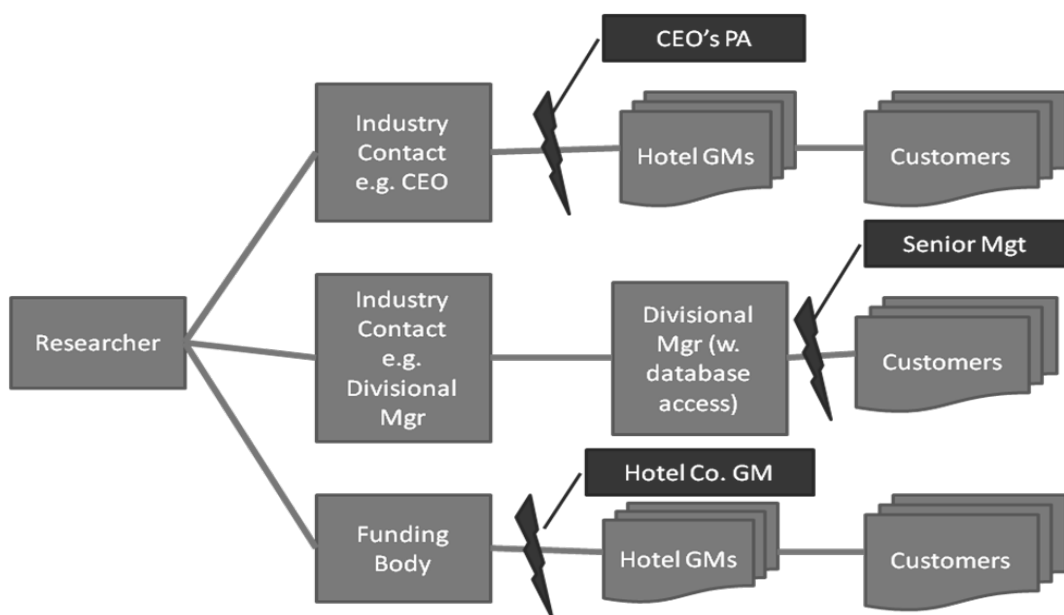 CEO's PA
Industry
Contact
e.g. CEO
Hotel GMs
Customers
Senior Mgt
Researcher
Industry
Contact
e.g.
Divisional
Mgr
Divisional
Mgr (w.
database
access)
Customers
Hotel Co. GM
Funding
Body
Hotel GMs
Customers